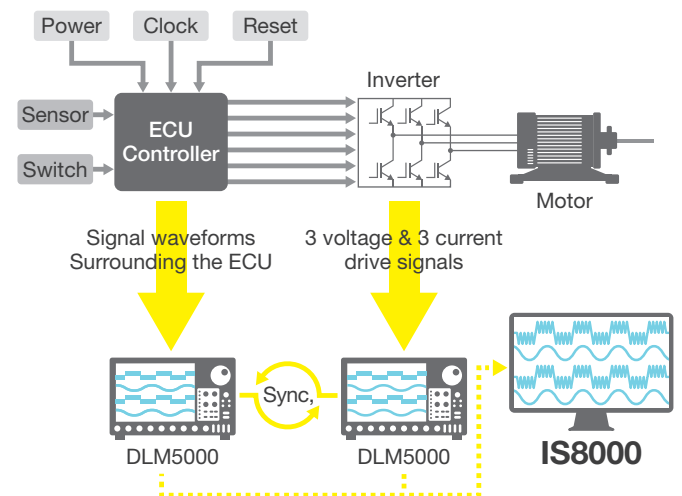 Power
Clock
Reset
Sensor
Switch
ECU
Controller
Inverter
Motor
Signal waveforms
Surrounding the ECU
3 voltage & 3 current
drive signals
Sync,
DLM5000
DLM5000
IS8000